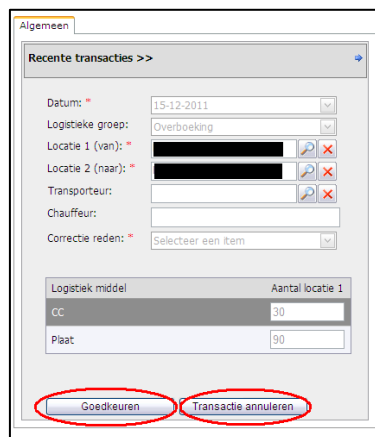 Algemeen
Recente transacties >>
Datum: * 15-12-2011
Logistieke groep: Overboeking
Locatie 1 (van): *
Locatie 2 (naar): *
Transporteur:
Chauffeur:
Correctie reden: * Selecteer een item
Logistiek middel Aantal locatie 1
CC 30
Plaat 90
Goedkeuren Transactie annuleren